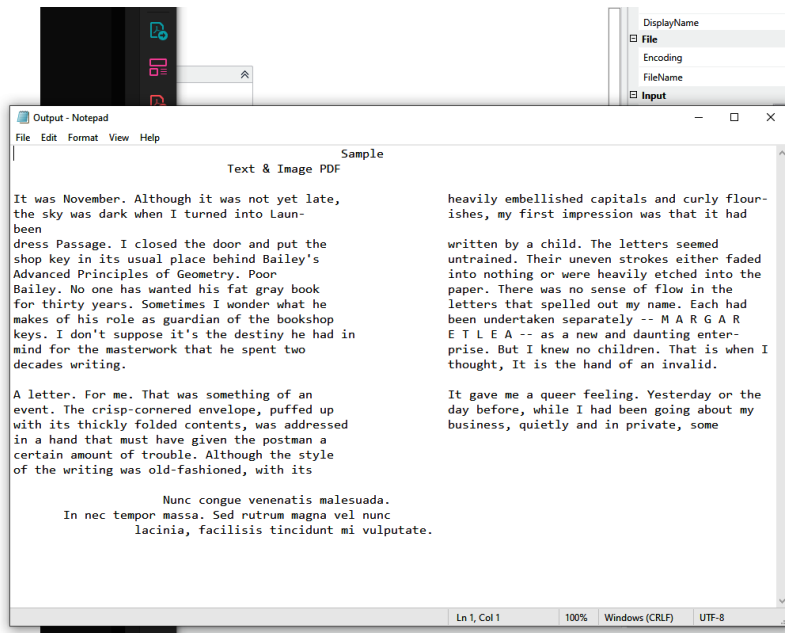 DisplayName
File
Encoding
FileName
Input
Output - Notepad
File Edit Format View Help
Sample
Text & Image PDF
It was November. Although it was not yet late,
the sky was dark when I turned into Laun-
been
dress Passage. I closed the door and put the
shop key in its usual place behind Bailey's
Advanced Principles of Geometry. Poor
Bailey. No one has wanted his fat gray book
for thirty years. Sometimes I wonder what he
makes of his role as guardian of the bookshop
keys. I don't suppose it's the destiny he had in
mind for the masterwork that he spent two
decades writing.
A letter. For me. That was something of an
event. The crisp-cornered envelope, puffed up
with its thickly folded contents, was addressed
in a hand that must have given the postman a
certain amount of trouble. Although the style
of the writing was old-fashioned, with its
heavily embellished capitals and curly flour-
ishes, my first impression was that it had
written by a child. The letters seemed
untrained. Their uneven strokes either faded
into nothing or were heavily etched into the
paper. There was no sense of flow in the
letters that spelled out my name. Each had
been undertaken separately -- M A R G A R
E T L E A -- as a new and daunting enter-
prise. But I knew no children. That is when I
thought, It is the hand of an invalid.
It gave me a queer feeling. Yesterday or the
day before, while I had been going about my
business, quietly and in private, some
Nunc congue venenatis malesuada.
In nec tempor massa. Sed rutrum magna vel nunc
lacinia, facilisis tincidunt mi vulputate.
Ln 1, Col 1
100%
Windows (CRLF)
UTF-8